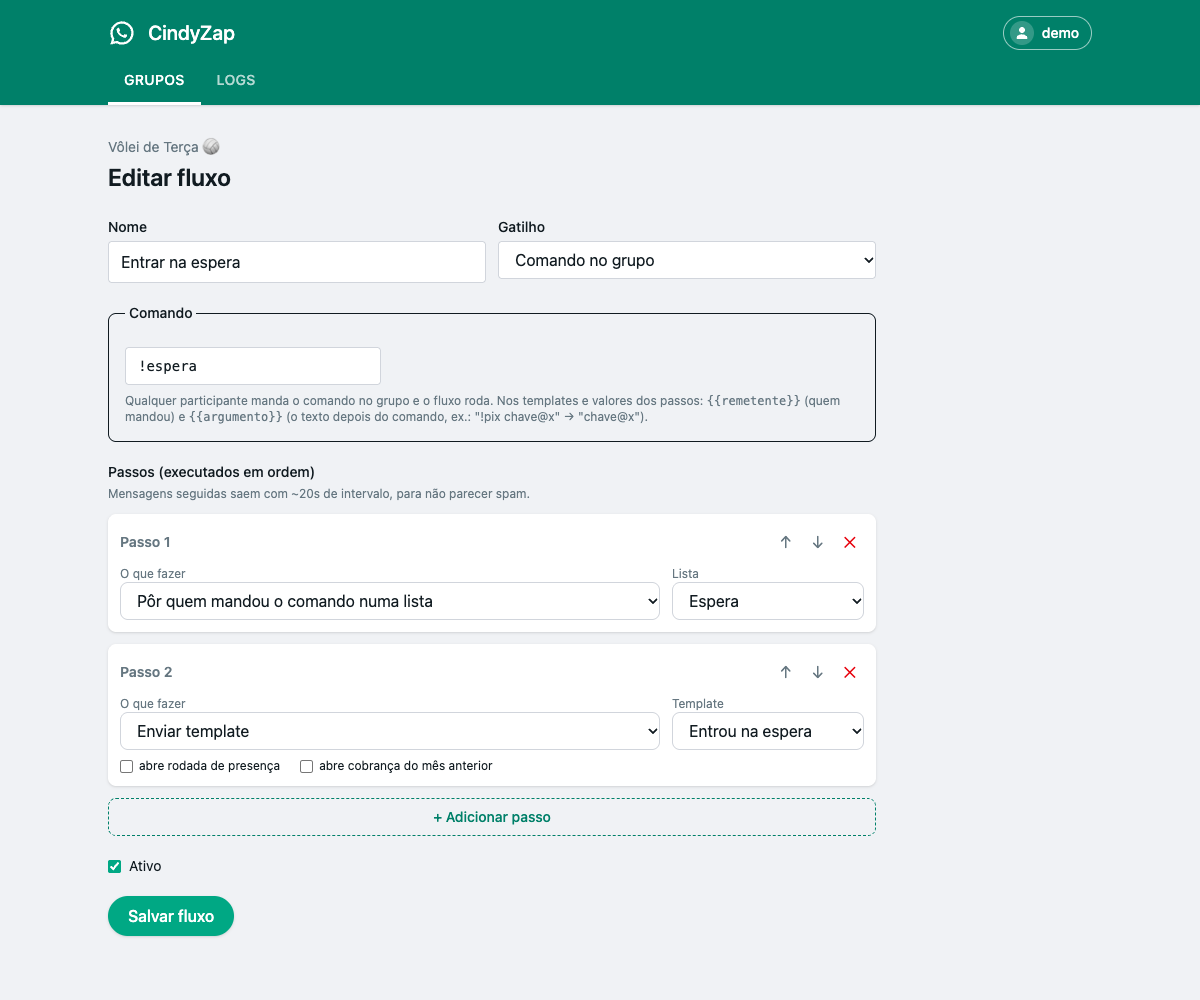 CindyZap
demo
GRUPOS LOGS
Vôlei de Terça 🏐
Editar fluxo
Nome Gatilho
Entrar na espera Comando no grupo
Comando
!espera
Qualquer participante manda o comando no grupo e o fluxo roda. Nos templates e valores dos passos: {{remetente}} (quem
mandou) e {{argumento}} (o texto depois do comando, ex.: "!pix chave@x" → "chave@x").
Passos (executados em ordem)
Mensagens seguidas saem com ~20s de intervalo, para não parecer spam.
Passo 1 ↑ ↓ ✕
O que fazer Lista
Pôr quem mandou o comando numa lista Espera
Passo 2 ↑ ↓ ✕
O que fazer Template
Enviar template Entrou na espera
abre rodada de presença abre cobrança do mês anterior
+ Adicionar passo
Ativo
Salvar fluxo